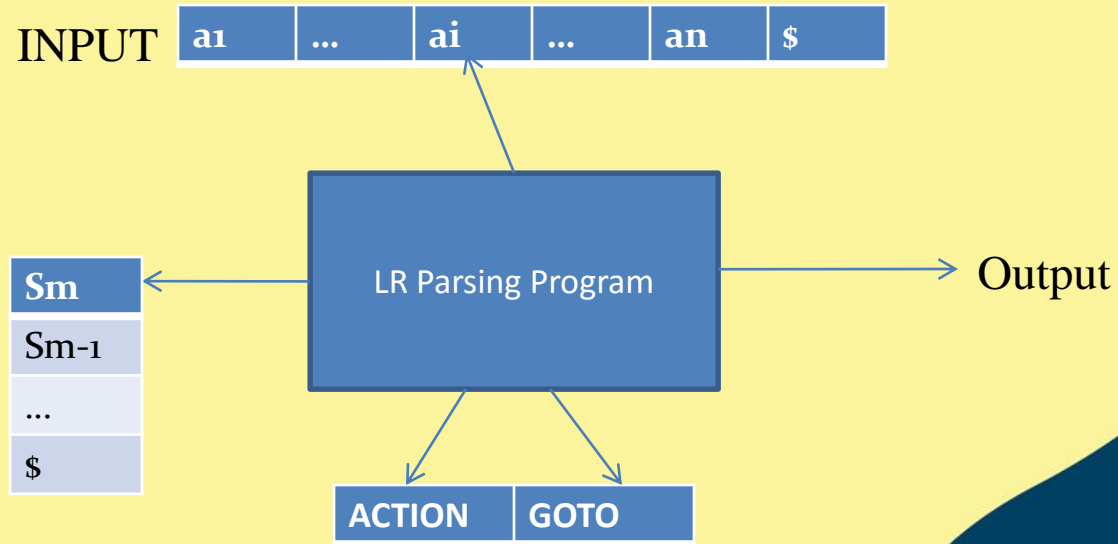 INPUT a1 ... ai ... an $
LR Parsing Program
Output
Sm
Sm-1
...
$
ACTION GOTO